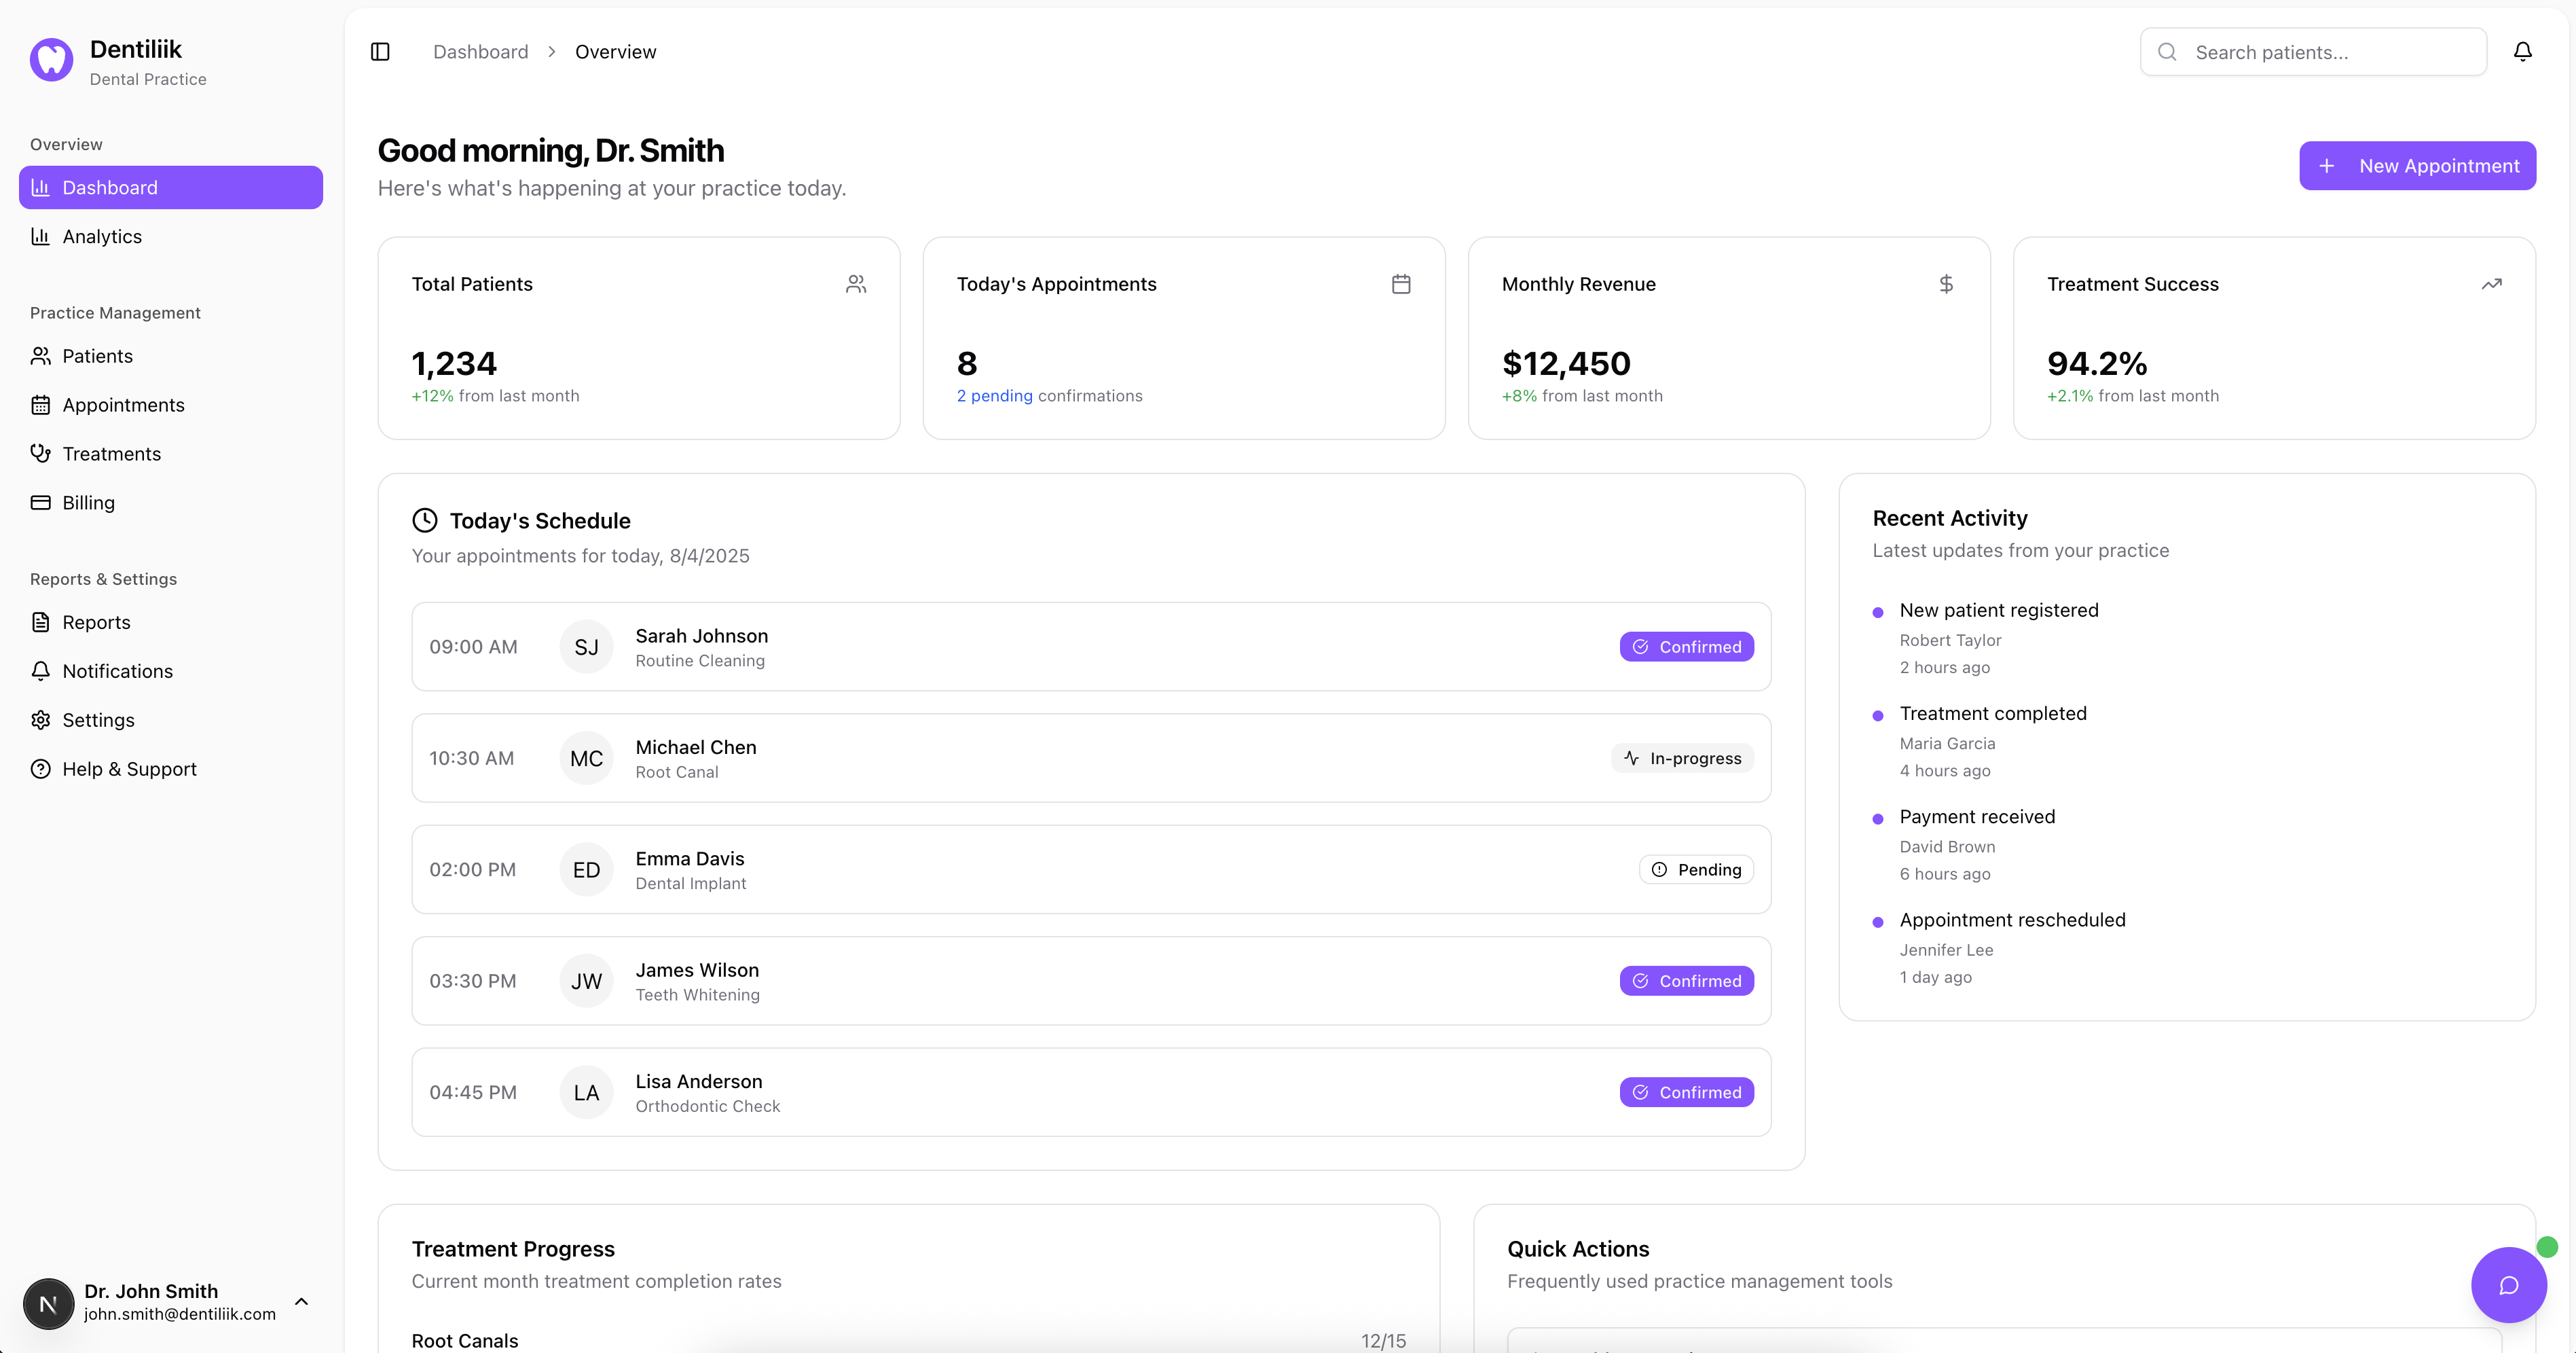 Dentiliik
Dental Practice
Overview
Dashboard
Analytics
Practice Management
Patients
Appointments
Treatments
Billing
Reports & Settings
Reports
Notifications
Settings
Help & Support
N
Dr. John Smith
john.smith@dentiliik.com
Dashboard > Overview
Search patients...
Good morning, Dr. Smith
Here's what's happening at your practice today.
+ New Appointment
Total Patients
1,234
+12% from last month
Today's Appointments
8
2 pending confirmations
Monthly Revenue
$
$12,450
+8% from last month
Treatment Success
94.2%
+2.1% from last month
Today's Schedule
Your appointments for today, 8/4/2025
09:00 AM
SJ
Sarah Johnson
Routine Cleaning
Confirmed
10:30 AM
MC
Michael Chen
Root Canal
In-progress
02:00 PM
ED
Emma Davis
Dental Implant
Pending
03:30 PM
JW
James Wilson
Teeth Whitening
Confirmed
04:45 PM
LA
Lisa Anderson
Orthodontic Check
Confirmed
Recent Activity
Latest updates from your practice
New patient registered
Robert Taylor
2 hours ago
Treatment completed
Maria Garcia
4 hours ago
Payment received
David Brown
6 hours ago
Appointment rescheduled
Jennifer Lee
1 day ago
Treatment Progress
Current month treatment completion rates
Root Canals
12/15
Quick Actions
Frequently used practice management tools